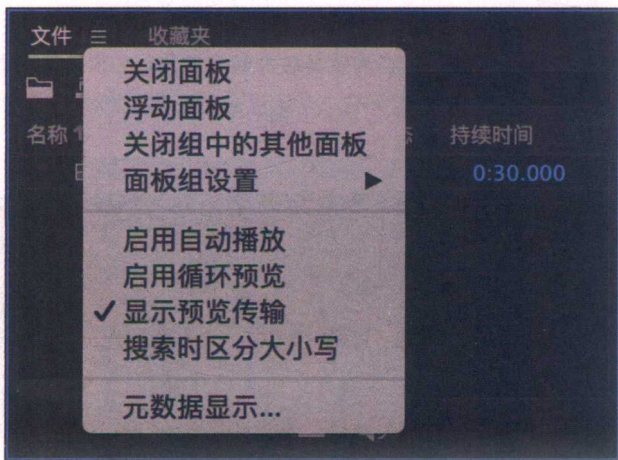 文件 ☰ 收藏夹
关闭面板
浮动面板
名称
关闭组中的其他面板
持续时间
面板组设置 ▶
0:30.000
启用自动播放
启用循环预览
✓ 显示预览传输
搜索时区分大小写
元数据显示...